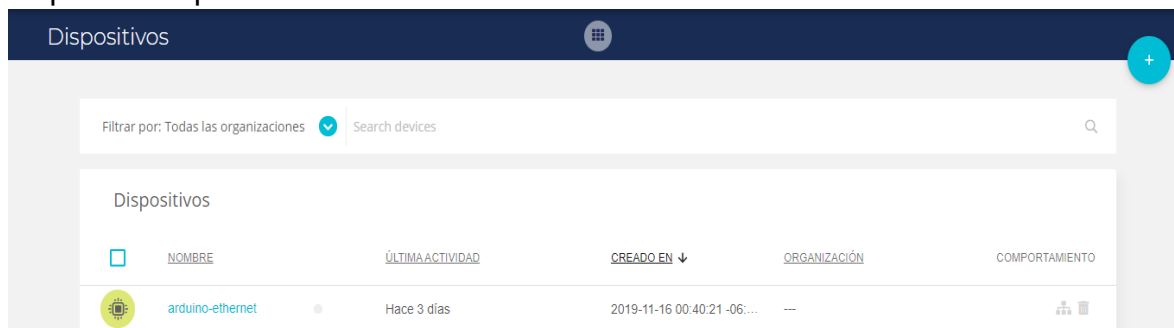 Dispositivos
+
Filtrar por: Todas las organizaciones Search devices
Dispositivos
NOMBRE ÚLTIMA ACTIVIDAD CREADO EN ↓ ORGANIZACIÓN COMPORTAMIENTO
arduino-ethernet Hace 3 días 2019-11-16 00:40:21 -06:... ---